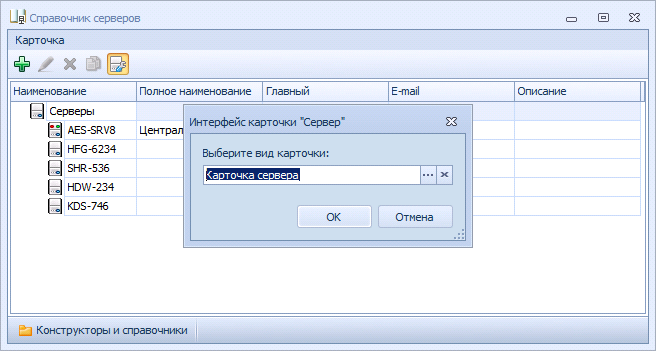 Справочник серверов
Карточка
Наименование Полное наименование Главный E-mail Описание
Серверы
AES-SRV8 Централ
HFG-6234
SHR-536
HDW-234
KDS-746
Интерфейс карточки "Сервер"
Выберите вид карточки:
Карточка сервера
OK Отмена
Конструкторы и справочники